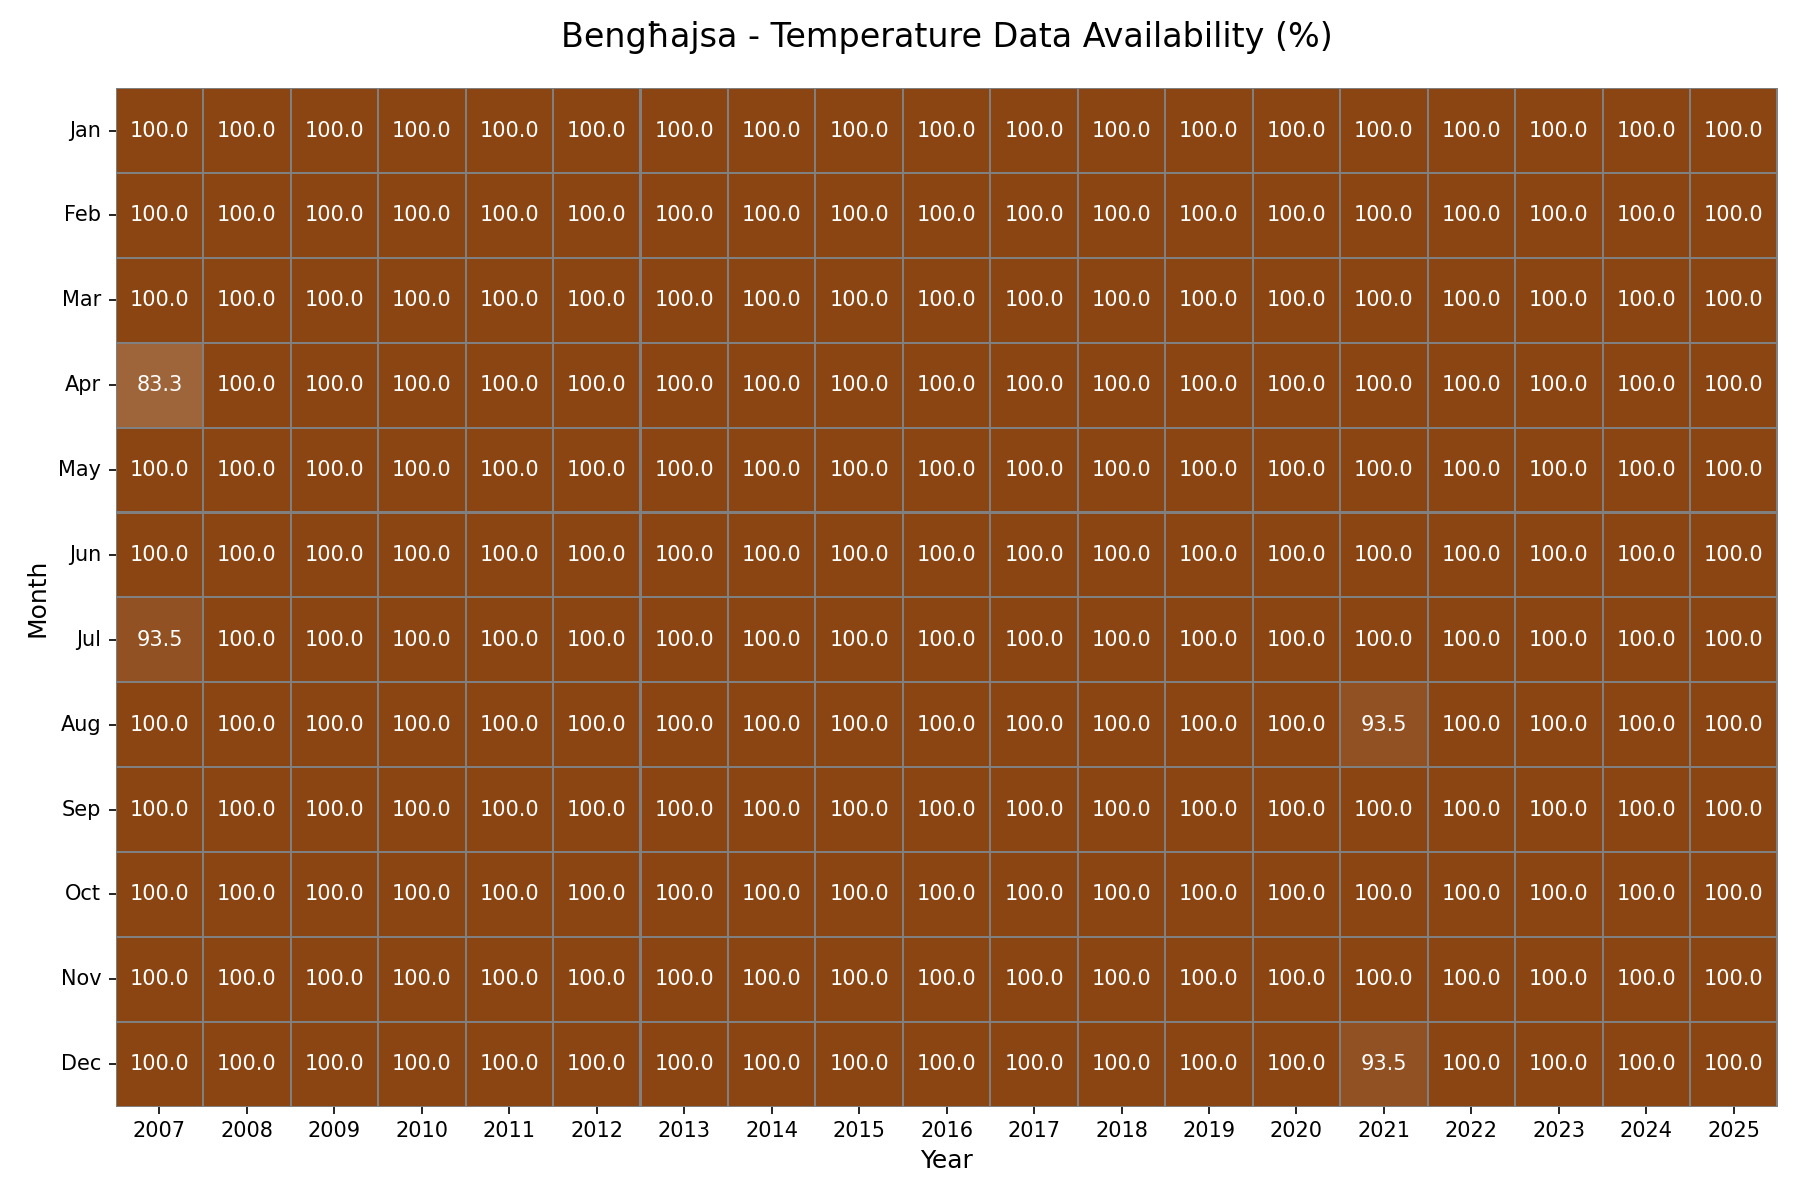 Bengħajsa - Temperature Data Availability (%)
Month
Jan 100.0 100.0 100.0 100.0 100.0 100.0 100.0 100.0 100.0 100.0 100.0 100.0 100.0 100.0 100.0 100.0 100.0 100.0 100.0
Feb 100.0 100.0 100.0 100.0 100.0 100.0 100.0 100.0 100.0 100.0 100.0 100.0 100.0 100.0 100.0 100.0 100.0 100.0 100.0
Mar 100.0 100.0 100.0 100.0 100.0 100.0 100.0 100.0 100.0 100.0 100.0 100.0 100.0 100.0 100.0 100.0 100.0 100.0 100.0
Apr 83.3 100.0 100.0 100.0 100.0 100.0 100.0 100.0 100.0 100.0 100.0 100.0 100.0 100.0 100.0 100.0 100.0 100.0 100.0
May 100.0 100.0 100.0 100.0 100.0 100.0 100.0 100.0 100.0 100.0 100.0 100.0 100.0 100.0 100.0 100.0 100.0 100.0 100.0
Jun 100.0 100.0 100.0 100.0 100.0 100.0 100.0 100.0 100.0 100.0 100.0 100.0 100.0 100.0 100.0 100.0 100.0 100.0 100.0
Jul 93.5 100.0 100.0 100.0 100.0 100.0 100.0 100.0 100.0 100.0 100.0 100.0 100.0 100.0 100.0 100.0 100.0 100.0 100.0
Aug 100.0 100.0 100.0 100.0 100.0 100.0 100.0 100.0 100.0 100.0 100.0 100.0 100.0 100.0 93.5 100.0 100.0 100.0 100.0
Sep 100.0 100.0 100.0 100.0 100.0 100.0 100.0 100.0 100.0 100.0 100.0 100.0 100.0 100.0 100.0 100.0 100.0 100.0 100.0
Oct 100.0 100.0 100.0 100.0 100.0 100.0 100.0 100.0 100.0 100.0 100.0 100.0 100.0 100.0 100.0 100.0 100.0 100.0 100.0
Nov 100.0 100.0 100.0 100.0 100.0 100.0 100.0 100.0 100.0 100.0 100.0 100.0 100.0 100.0 100.0 100.0 100.0 100.0 100.0
Dec 100.0 100.0 100.0 100.0 100.0 100.0 100.0 100.0 100.0 100.0 100.0 100.0 100.0 100.0 93.5 100.0 100.0 100.0 100.0
2007 2008 2009 2010 2011 2012 2013 2014 2015 2016 2017 2018 2019 2020 2021 2022 2023 2024 2025
Year